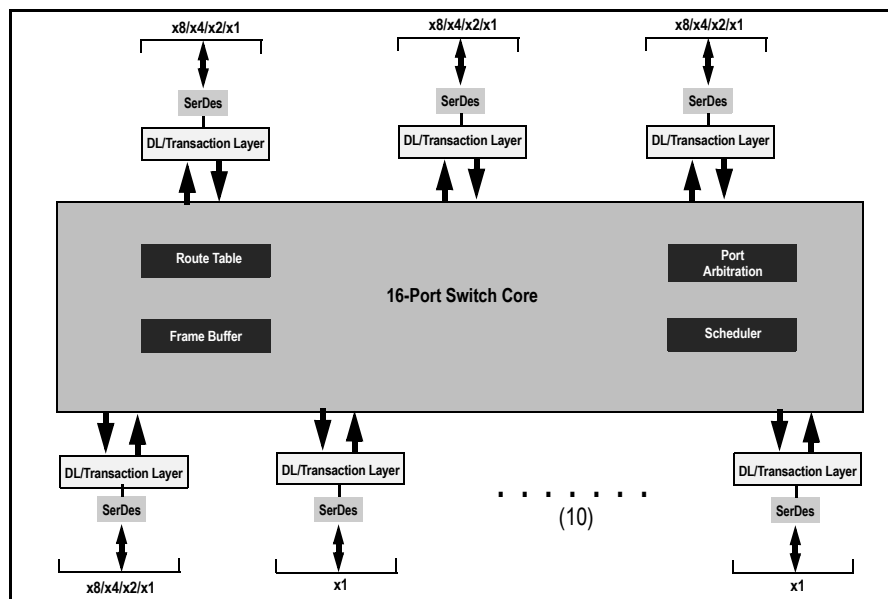 x8/x4/x2/x1
x8/x4/x2/x1
x8/x4/x2/x1
SerDes
SerDes
SerDes
DL/Transaction Layer
DL/Transaction Layer
DL/Transaction Layer
Route Table
Port
Arbitration
16-Port Switch Core
Frame Buffer
Scheduler
DL/Transaction Layer
DL/Transaction Layer
DL/Transaction Layer
SerDes
SerDes
. . . . . . .
(10)
SerDes
x8/x4/x2/x1
x1
x1